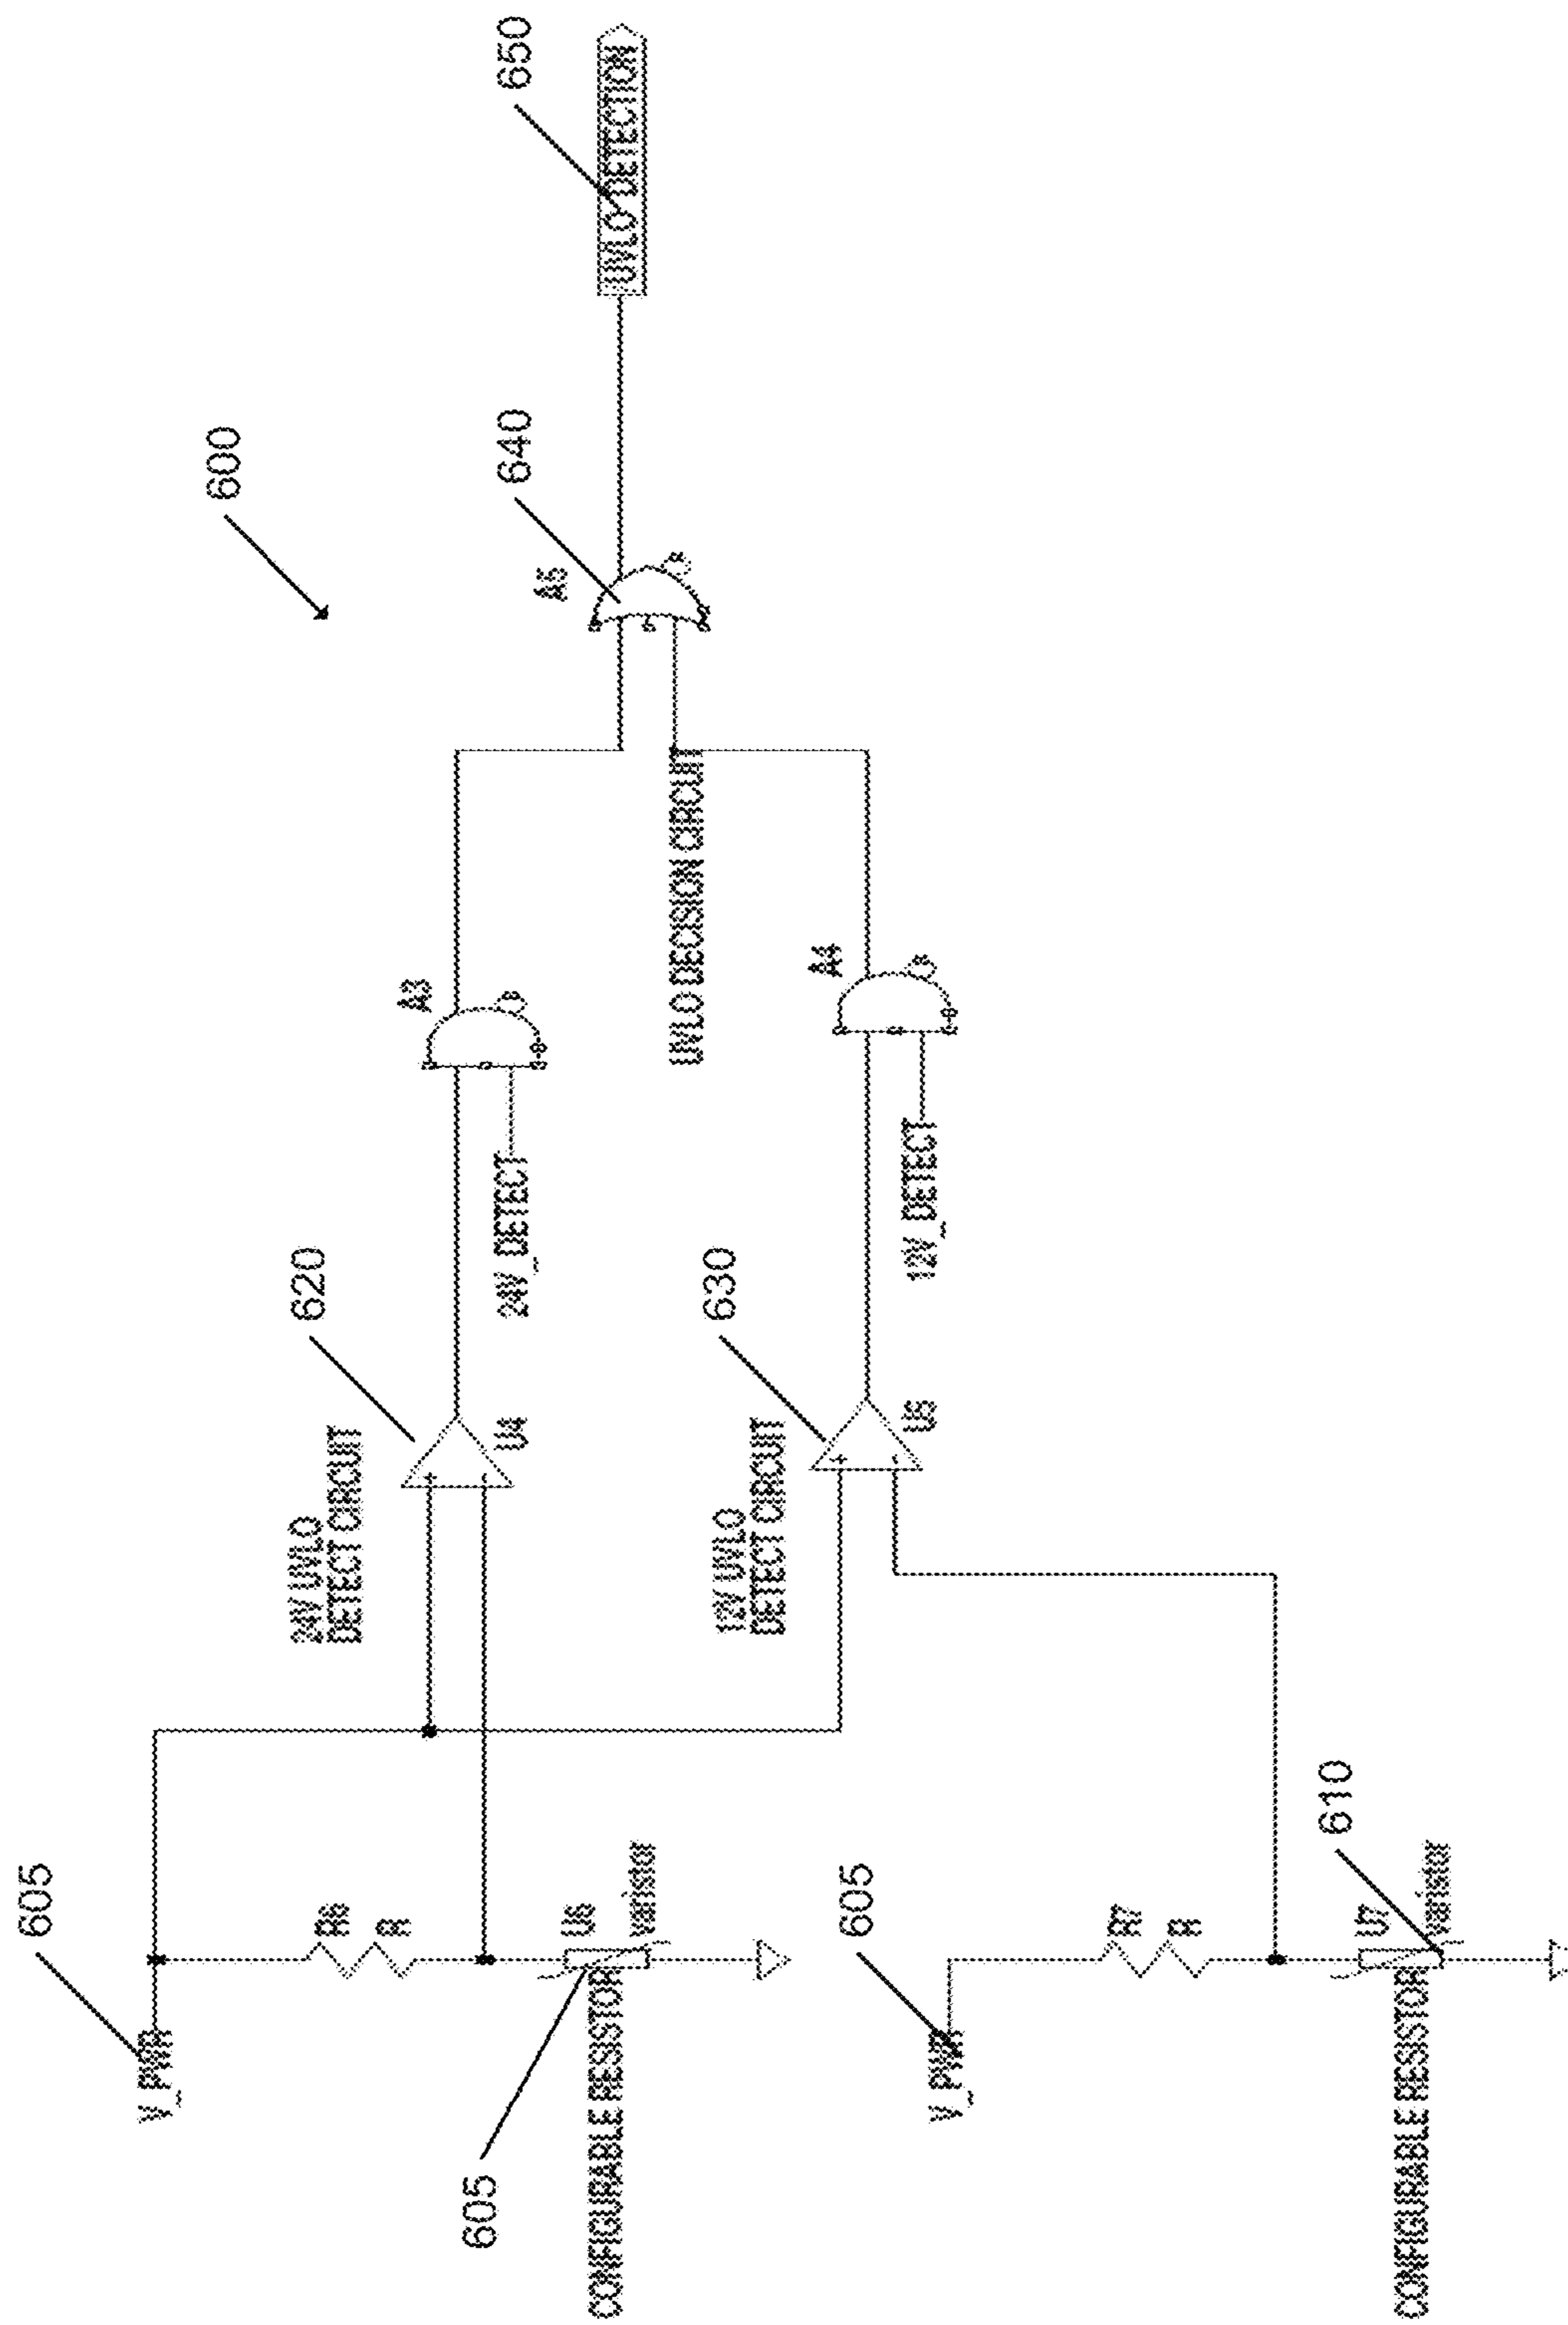 600
605
V_PWR
R6
R
605
CONFIGURABLE RESISTOR
U6
varistor
24V UVLO
DETECT CIRCUIT
620
U4
24V_DETECT
A3
UVLO DECISION CIRCUIT
A5
640
650
UVLO DETECTION
605
V_PWR
R7
R
CONFIGURABLE RESISTOR
U7
varistor
610
12V UVLO
DETECT CIRCUIT
630
U5
12V_DETECT
A4